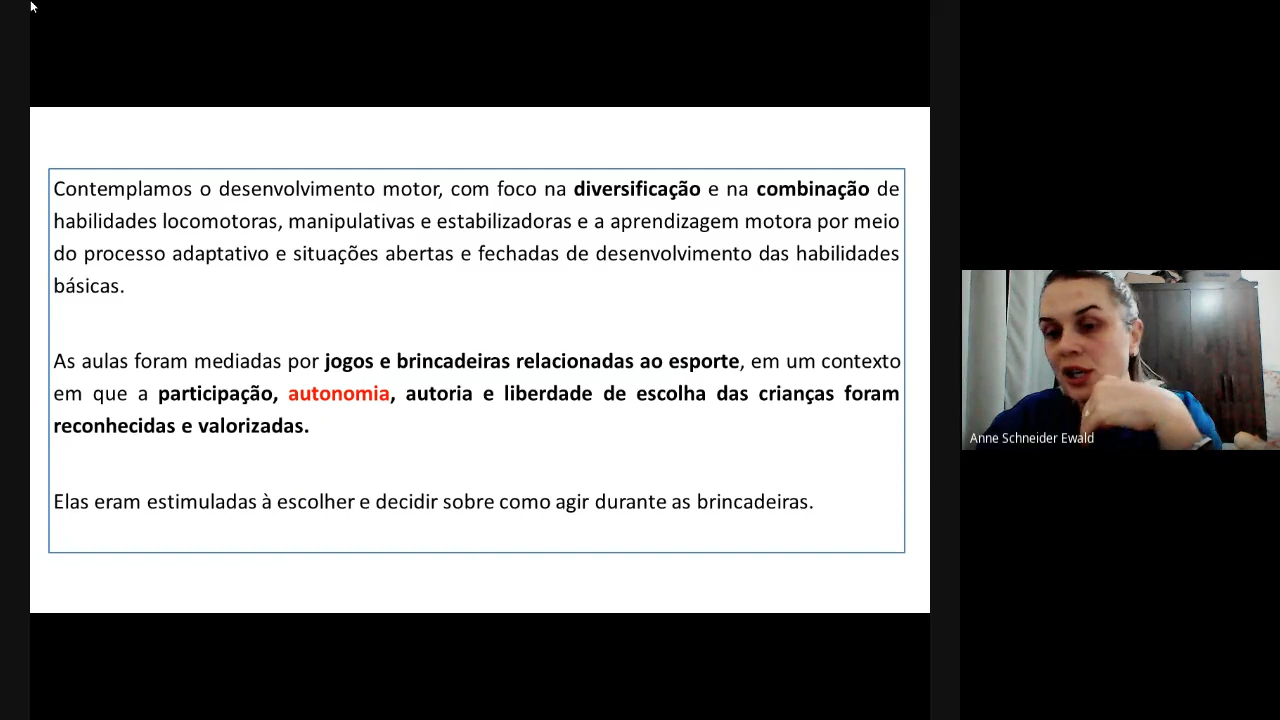 Contemplamos o desenvolvimento motor, com foco na diversificação e na combinação de
habilidades locomotoras, manipulativas e estabilizadoras e a aprendizagem motora por meio
do processo adaptativo e situações abertas e fechadas de desenvolvimento das habilidades
básicas.
As aulas foram mediadas por jogos e brincadeiras relacionadas ao esporte, em um contexto
em que a participação, autonomia, autoria e liberdade de escolha das crianças foram
reconhecidas e valorizadas.
Elas eram estimuladas à escolher e decidir sobre como agir durante as brincadeiras.
Anne Schneider Ewald